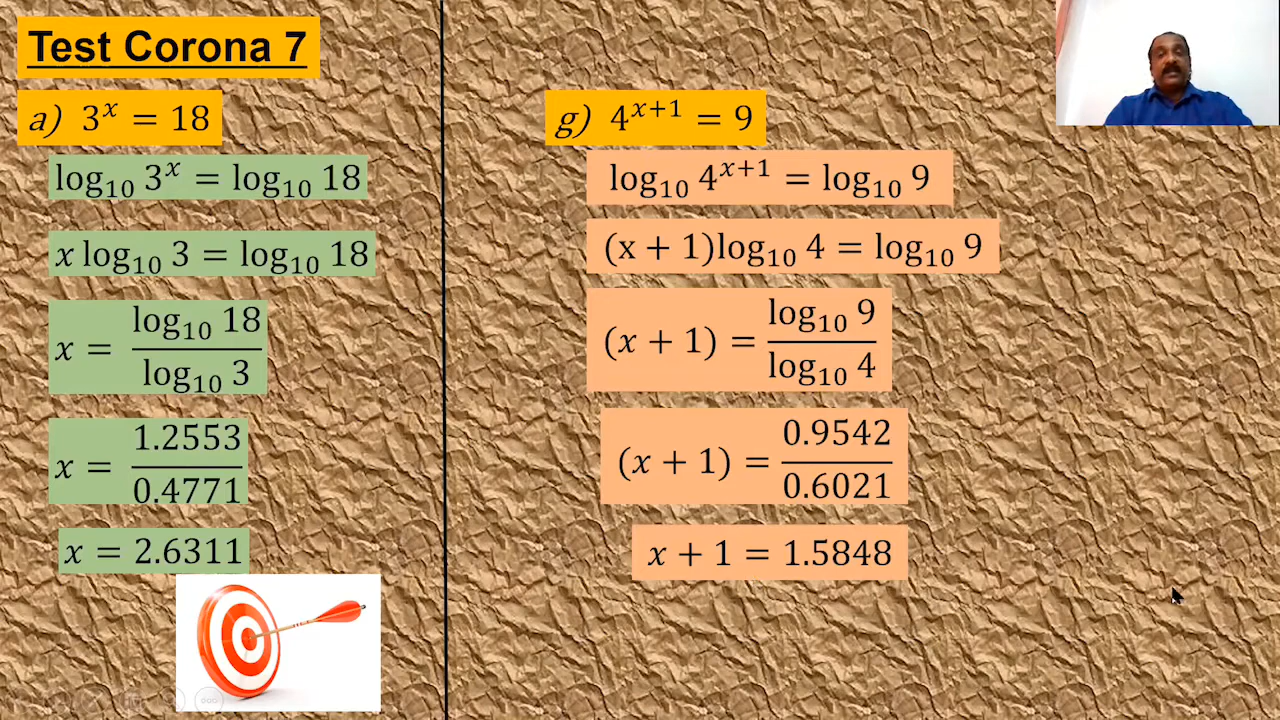 Test Corona 7
a) 3^x = 18
log₁₀ 3^x = log₁₀ 18
x log₁₀ 3 = log₁₀ 18
x = log₁₀ 18 / log₁₀ 3
x = 1.2553 / 0.4771
x = 2.6311
g) 4^(x+1) = 9
log₁₀ 4^(x+1) = log₁₀ 9
(x + 1)log₁₀ 4 = log₁₀ 9
(x + 1) = log₁₀ 9 / log₁₀ 4
(x + 1) = 0.9542 / 0.6021
x + 1 = 1.5848